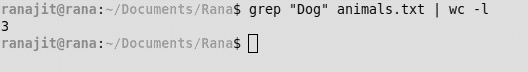 ranajit@rana:~/Documents/Rana$ grep "Dog" animals.txt | wc -l
3
ranajit@rana:~/Documents/Rana$